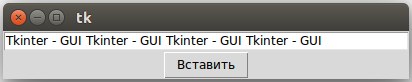 tk
Tkinter - GUI Tkinter - GUI Tkinter - GUI Tkinter - GUI
Вставить